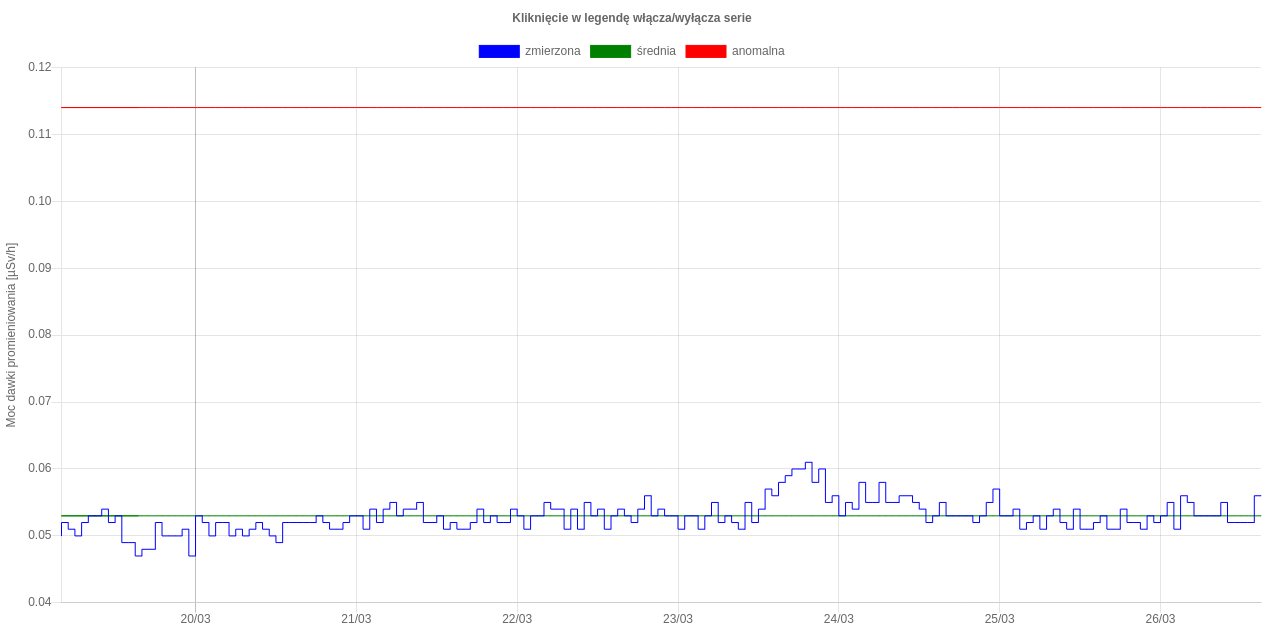 Kliknięcie w legendę włącza/wyłącza serie
zmierzona średnia anomalna
Moc dawki promieniowania [µSv/h]
0.12
0.11
0.10
0.09
0.08
0.07
0.06
0.05
0.04
20/03 21/03 22/03 23/03 24/03 25/03 26/03